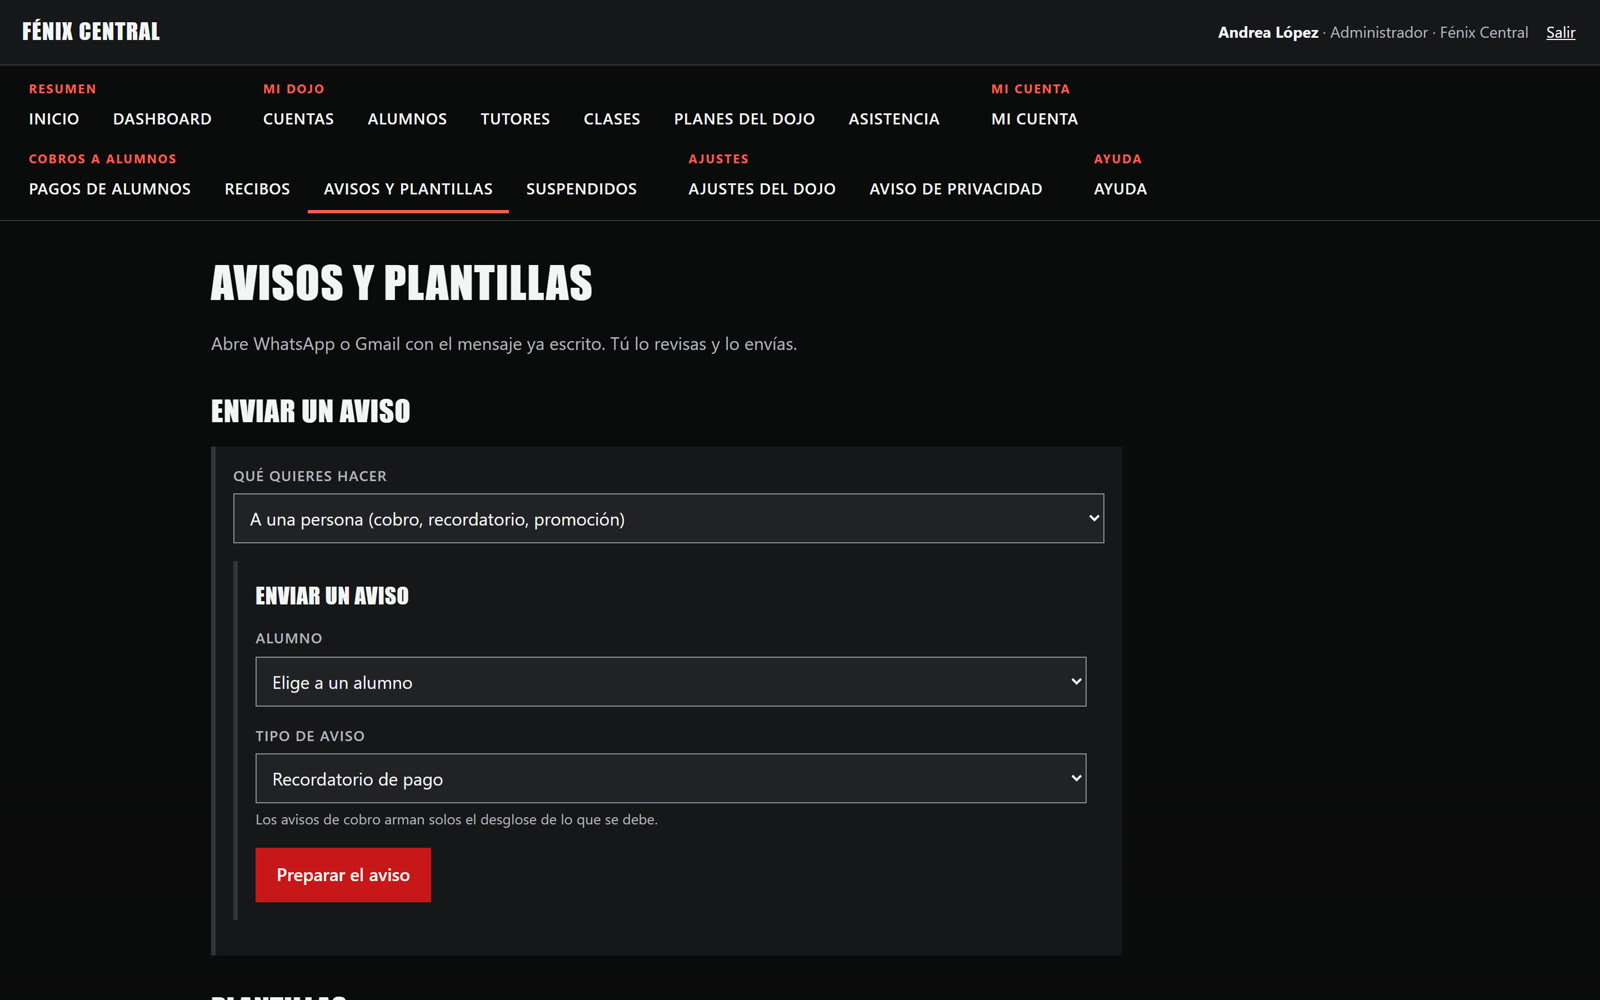 FÉNIX CENTRAL
Andrea López · Administrador · Fénix Central Salir
RESUMEN
INICIO DASHBOARD
MI DOJO
CUENTAS ALUMNOS TUTORES CLASES PLANES DEL DOJO ASISTENCIA
MI CUENTA
MI CUENTA
COBROS A ALUMNOS
PAGOS DE ALUMNOS RECIBOS AVISOS Y PLANTILLAS SUSPENDIDOS
AJUSTES
AJUSTES DEL DOJO AVISO DE PRIVACIDAD
AYUDA
AYUDA
AVISOS Y PLANTILLAS
Abre WhatsApp o Gmail con el mensaje ya escrito. Tú lo revisas y lo envías.
ENVIAR UN AVISO
QUÉ QUIERES HACER
A una persona (cobro, recordatorio, promoción)
ENVIAR UN AVISO
ALUMNO
Elige a un alumno
TIPO DE AVISO
Recordatorio de pago
Los avisos de cobro arman solos el desglose de lo que se debe.
Preparar el aviso
PLANTILLAS